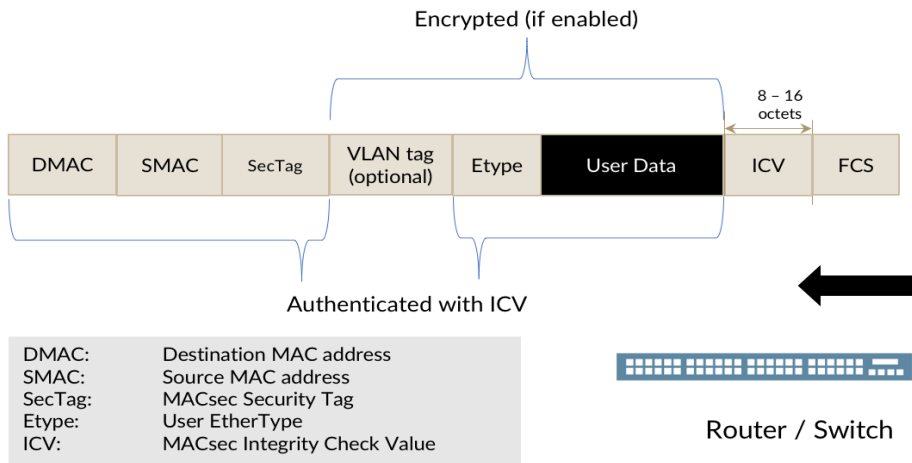 Encrypted (if enabled)
8 – 16
octets
DMAC
SMAC
SecTag
VLAN tag
(optional)
Etype
User Data
ICV
FCS
Authenticated with ICV
DMAC: Destination MAC address
SMAC: Source MAC address
SecTag: MACsec Security Tag
Etype: User EtherType
ICV: MACsec Integrity Check Value
Router / Switch